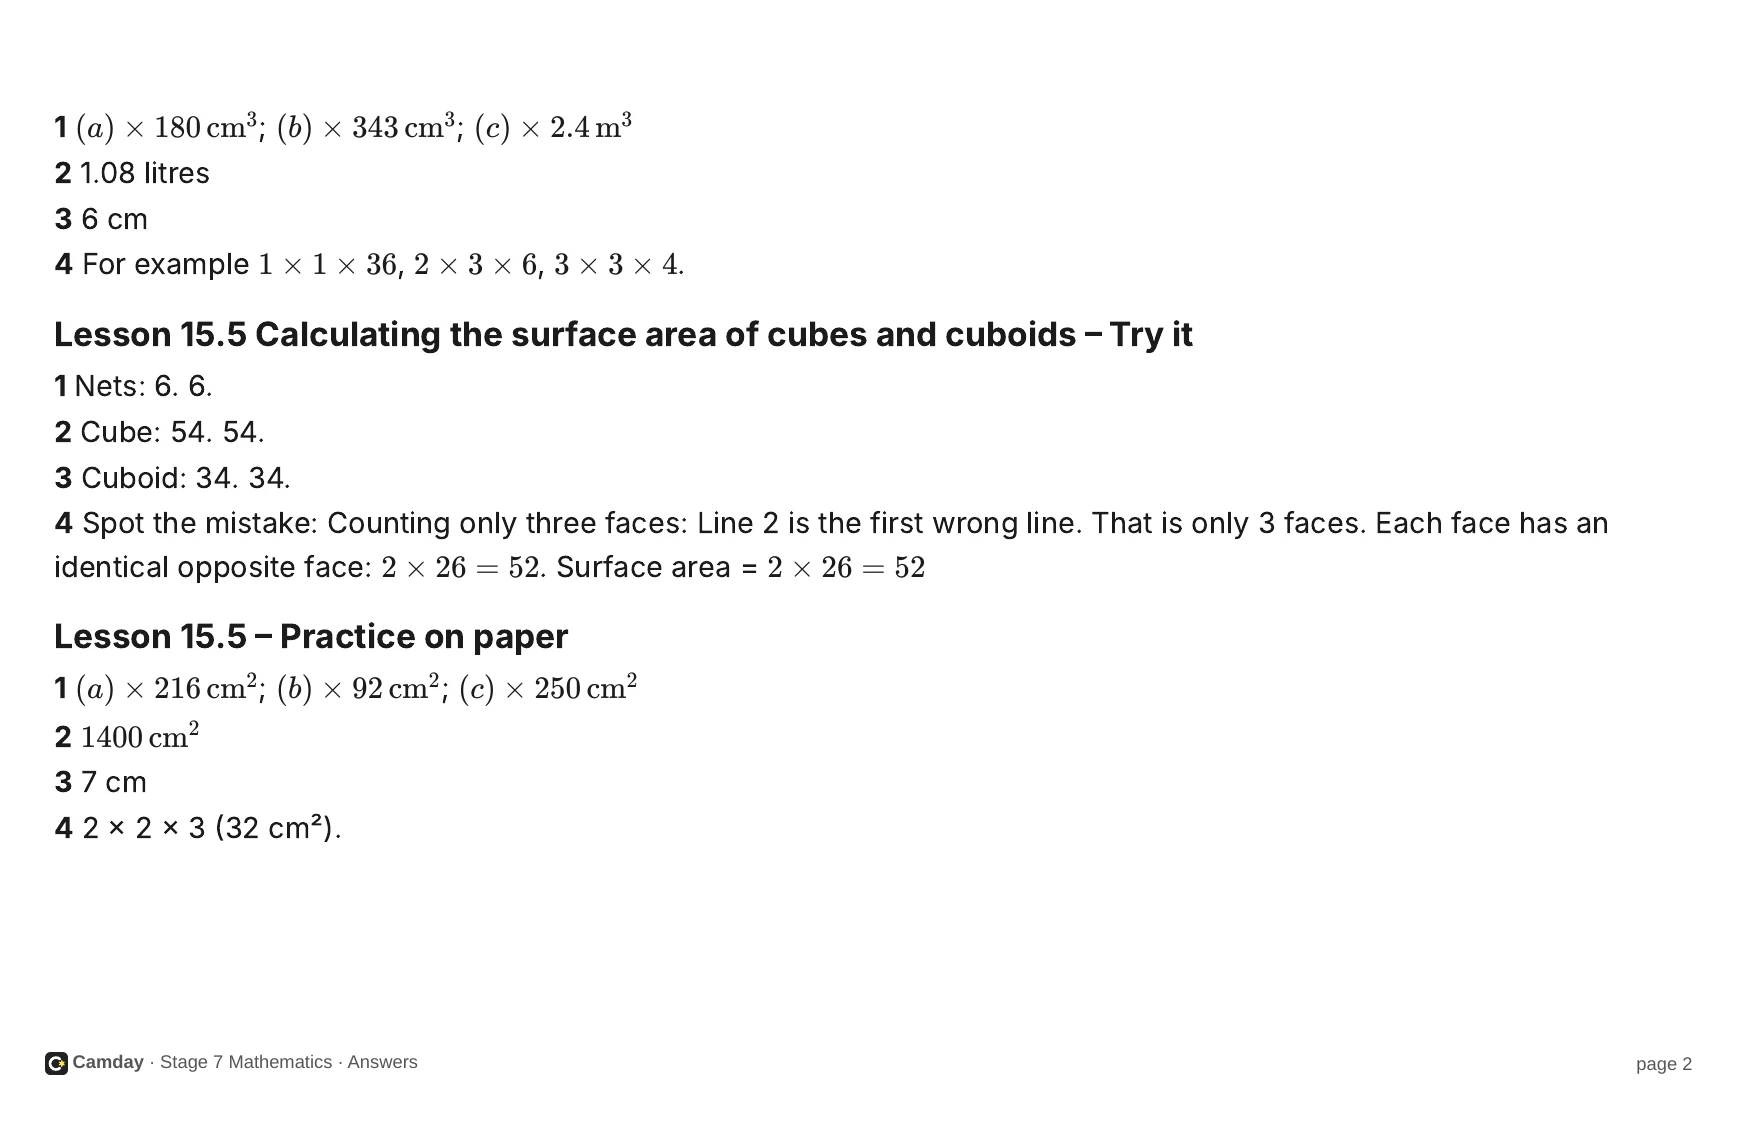 1 (a) × 180 cm³; (b) × 343 cm³; (c) × 2.4 m³
2 1.08 litres
3 6 cm
4 For example 1 × 1 × 36, 2 × 3 × 6, 3 × 3 × 4.
Lesson 15.5 Calculating the surface area of cubes and cuboids – Try it
1 Nets: 6. 6.
2 Cube: 54. 54.
3 Cuboid: 34. 34.
4 Spot the mistake: Counting only three faces: Line 2 is the first wrong line. That is only 3 faces. Each face has an
identical opposite face: 2 × 26 = 52. Surface area = 2 × 26 = 52
Lesson 15.5 – Practice on paper
1 (a) × 216 cm²; (b) × 92 cm²; (c) × 250 cm²
2 1400 cm²
3 7 cm
4 2 × 2 × 3 (32 cm²).
Camday · Stage 7 Mathematics · Answers
page 2